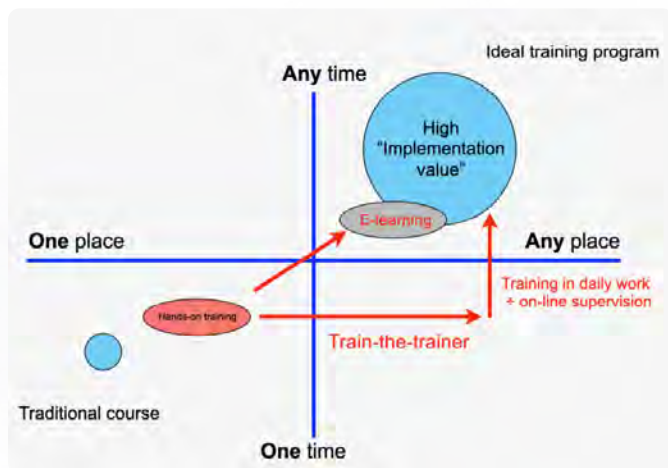 Ideal training program
Any time
High
"Implementation
value"
E-learning
One place
Any place
Training in daily work
+ on-line supervision
Hands-on training
Train-the-trainer
Traditional course
One time